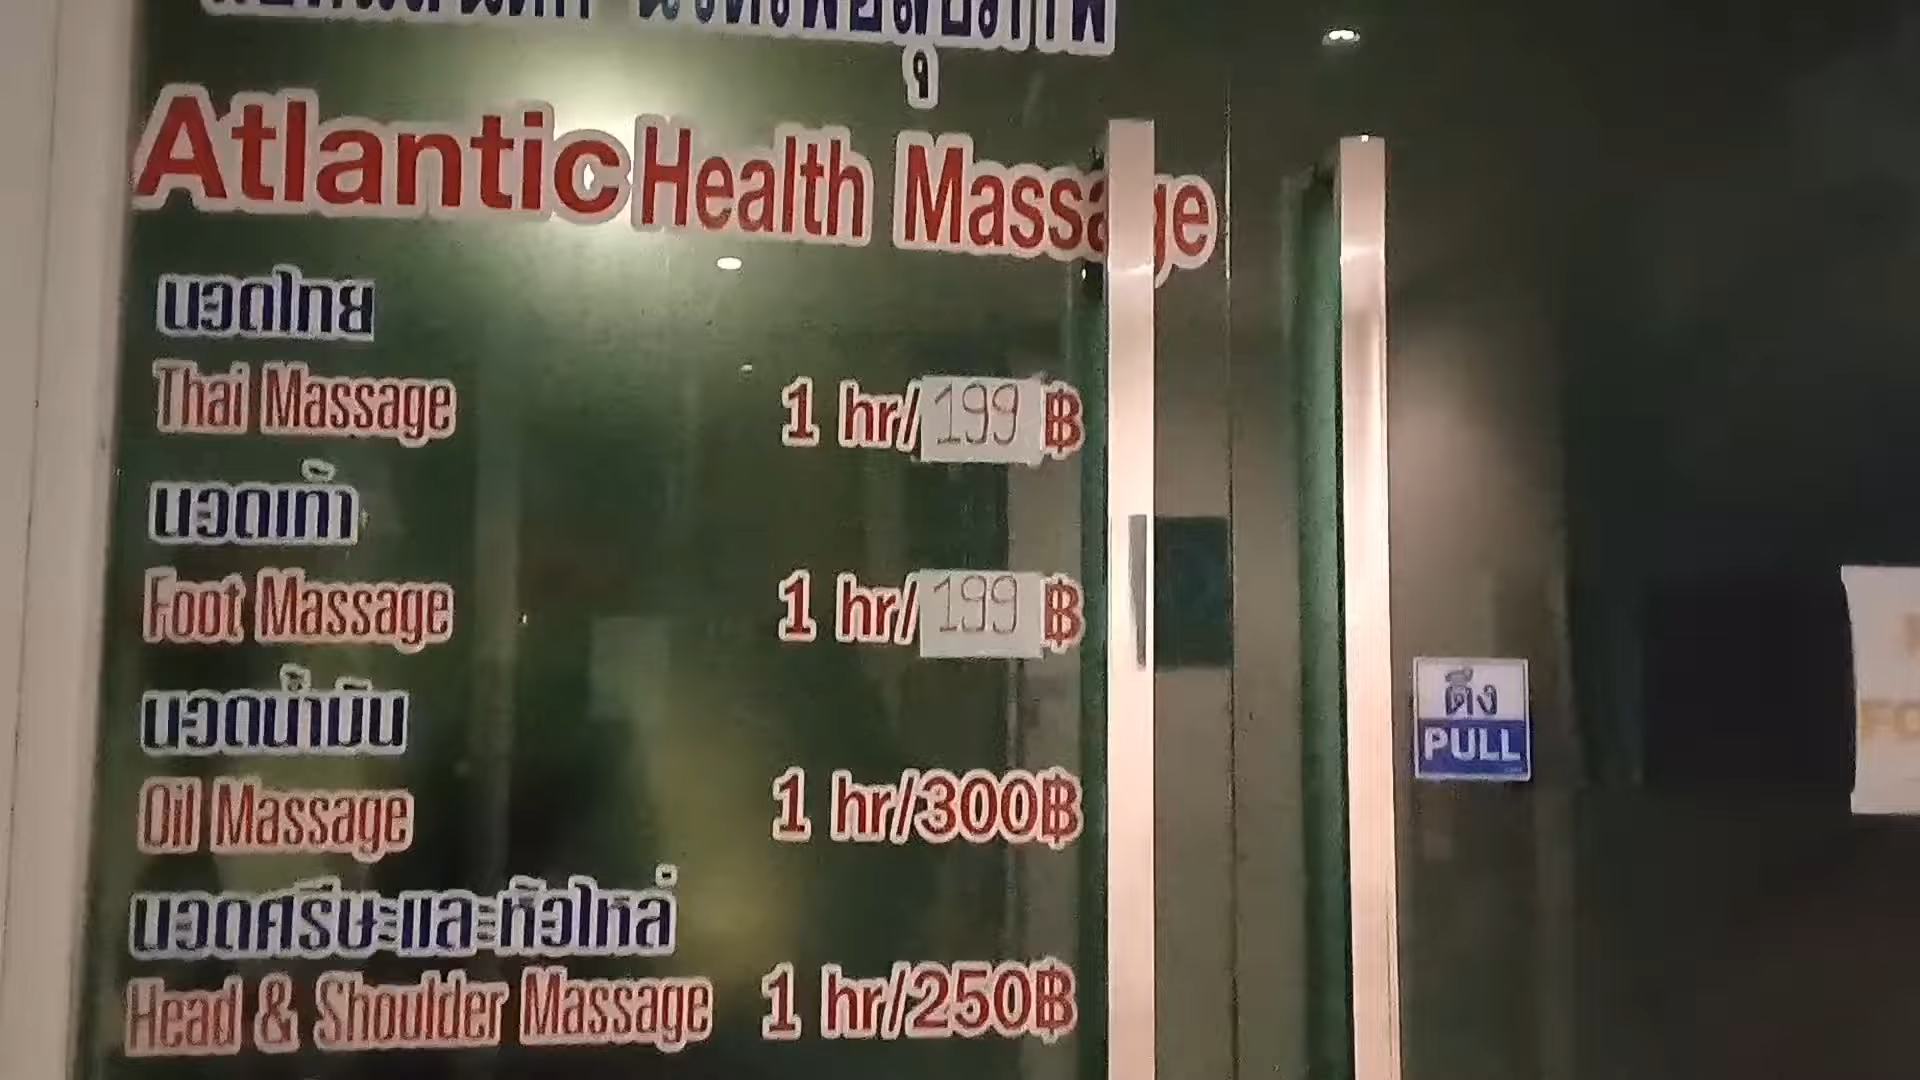 Atlantic Health Massage
นวดไทย
Thai Massage 1 hr/199 ฿
นวดเท้า
Foot Massage 1 hr/199 ฿
นวดน้ำมัน
Oil Massage 1 hr/300฿
นวดศรีษะและหัวไหล่
Head & Shoulder Massage 1 hr/250฿
ดึง
PULL